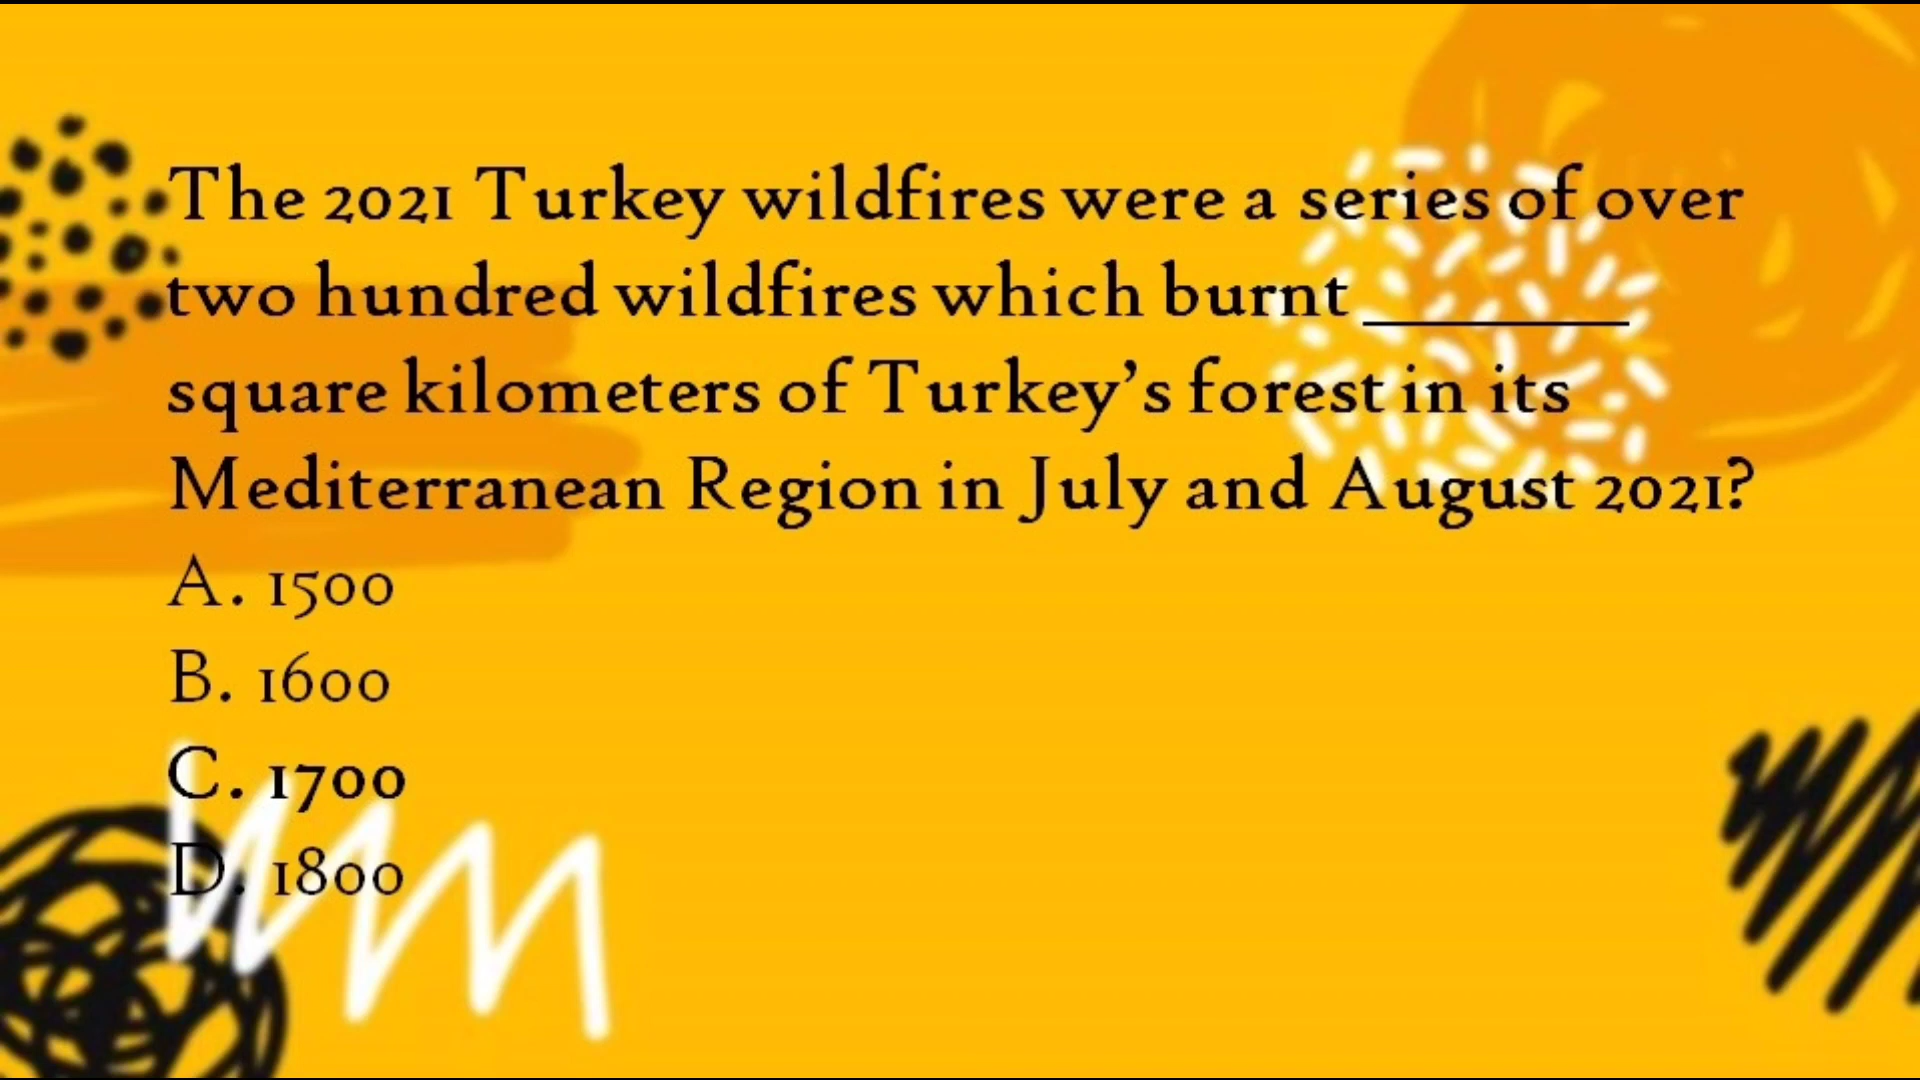 The 2021 Turkey wildfires were a series of over
two hundred wildfires which burnt ________
square kilometers of Turkey’s forest in its
Mediterranean Region in July and August 2021?
A. 1500
B. 1600
C. 1700
D. 1800